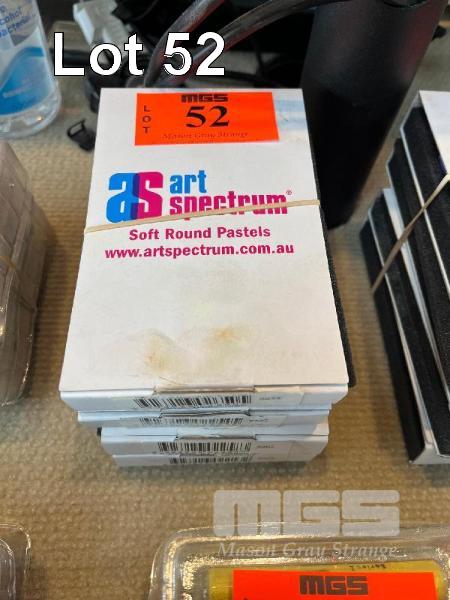 Lot 52
LOT
MGS
52
Mason Gray Strange
as art
spectrum®
Soft Round Pastels
www.artspectrum.com.au
MGS
Mason Gray Strange
MGS